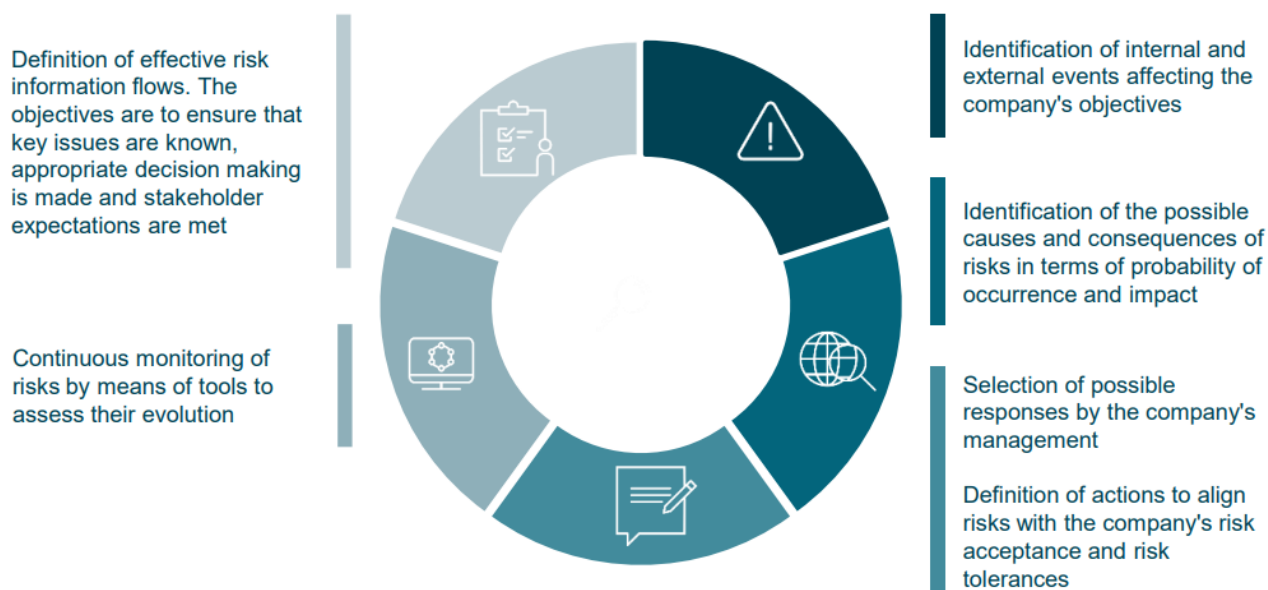 Definition of effective risk
information flows. The
objectives are to ensure that
key issues are known,
appropriate decision making
is made and stakeholder
expectations are met
Continuous monitoring of
risks by means of tools to
assess their evolution
Identification of internal and
external events affecting the
company's objectives
Identification of the possible
causes and consequences of
risks in terms of probability of
occurrence and impact
Selection of possible
responses by the company's
management
Definition of actions to align
risks with the company's risk
acceptance and risk
tolerances